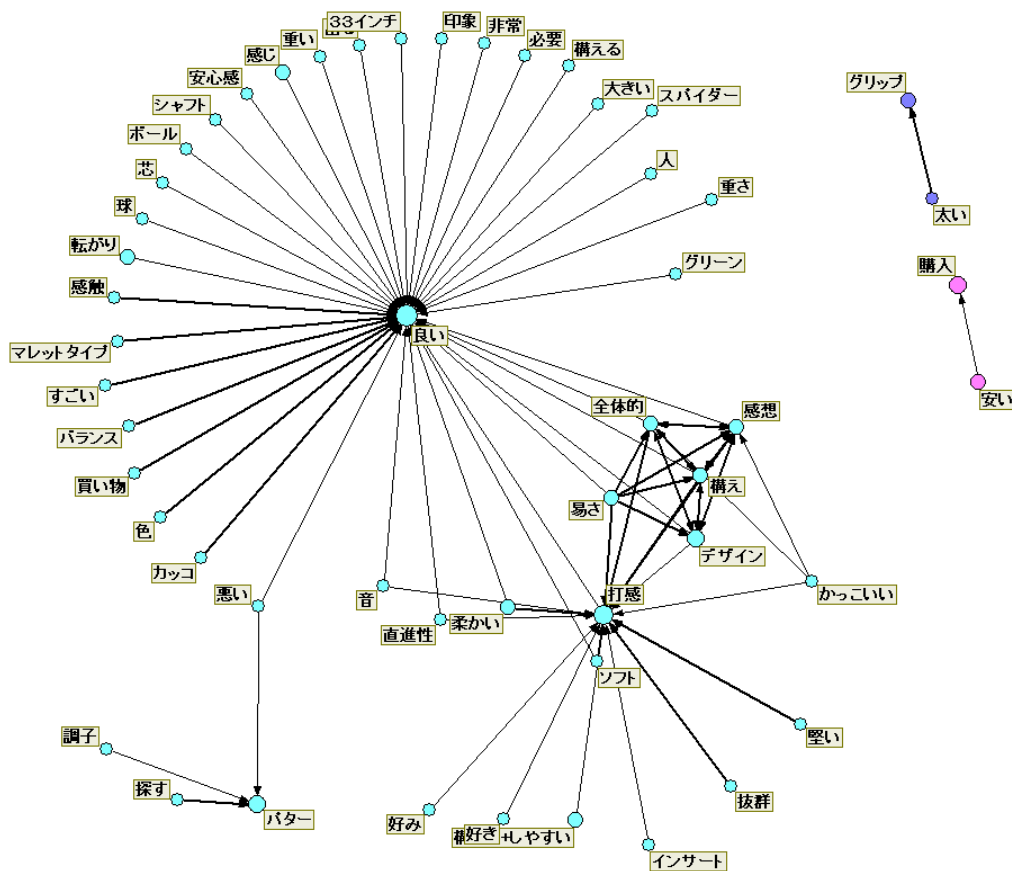 33インチ
印象
非常
必要
重い
感じ
構える
安心感
大きい
スパイダー
グリップ
シャフト
ボール
芯
人
球
重さ
太い
転がり
グリーン
購入
感触
良い
マレットタイプ
すごい
安い
全体的
感想
バランス
買い物
構え
易さ
色
デザイン
カッコ
悪い
打感
音
かっこいい
柔かい
直進性
ソフト
調子
堅い
探す
抜群
パター
好み
好き
+しやすい
インサート